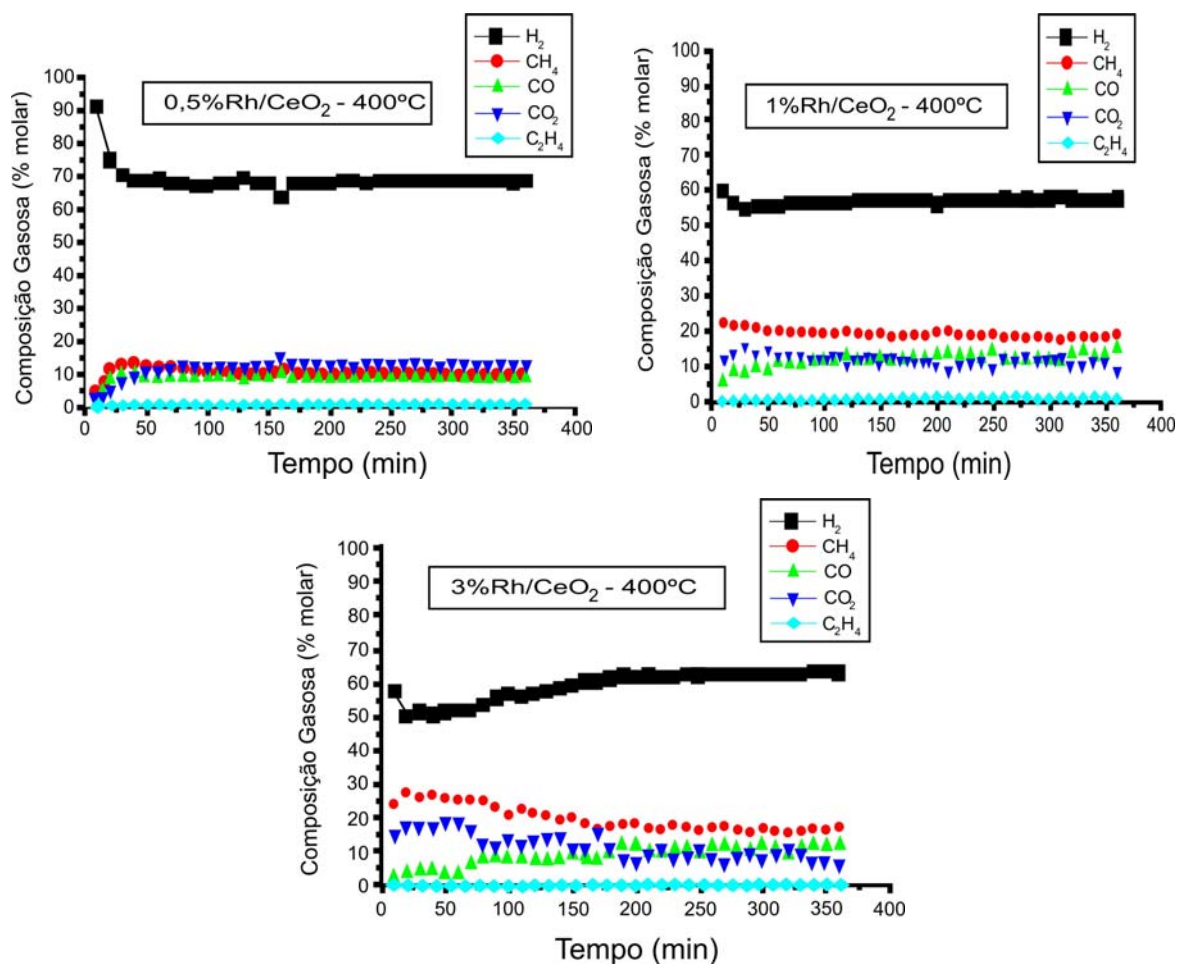 H₂
CH₄
CO
CO₂
C₂H₄
0,5%Rh/CeO₂ - 400ºC
Composição Gasosa (% molar)
100
90
80
70
60
50
40
30
20
10
0
0 50 100 150 200 250 300 350 400
Tempo (min)
H₂
CH₄
CO
CO₂
C₂H₄
1%Rh/CeO₂ - 400ºC
Composição Gasosa (% molar)
100
90
80
70
60
50
40
30
20
10
0
0 50 100 150 200 250 300 350 400
Tempo (min)
H₂
CH₄
CO
CO₂
C₂H₄
3%Rh/CeO₂ - 400ºC
Composição Gasosa (% molar)
100
90
80
70
60
50
40
30
20
10
0
0 50 100 150 200 250 300 350 400
Tempo (min)